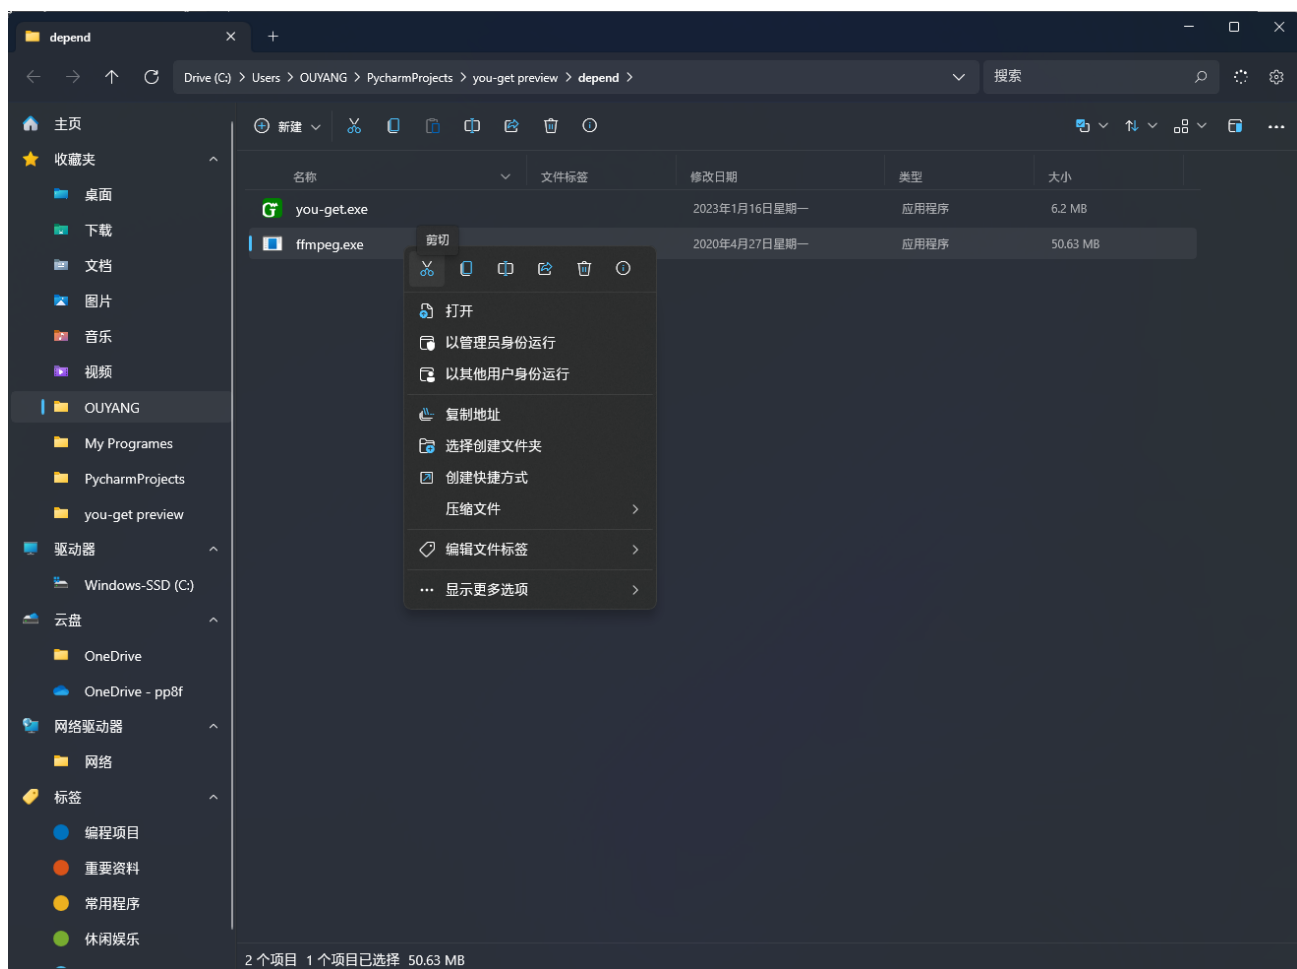 depend
Drive (C:) > Users > OUYANG > PycharmProjects > you-get preview > depend >
搜索
主页
新建
收藏夹
名称 文件标签 修改日期 类型 大小
桌面
you-get.exe 2023年1月16日星期一 应用程序 6.2 MB
下载
剪切
ffmpeg.exe 2020年4月27日星期一 应用程序 50.63 MB
文档
图片
打开
音乐
以管理员身份运行
视频
以其他用户身份运行
OUYANG
复制地址
My Programes
选择创建文件夹
PycharmProjects
创建快捷方式
you-get preview
压缩文件
驱动器
编辑文件标签
Windows-SSD (C:)
显示更多选项
云盘
OneDrive
OneDrive - pp8f
网络驱动器
网络
标签
编程项目
重要资料
常用程序
休闲娱乐
2 个项目 1 个项目已选择 50.63 MB